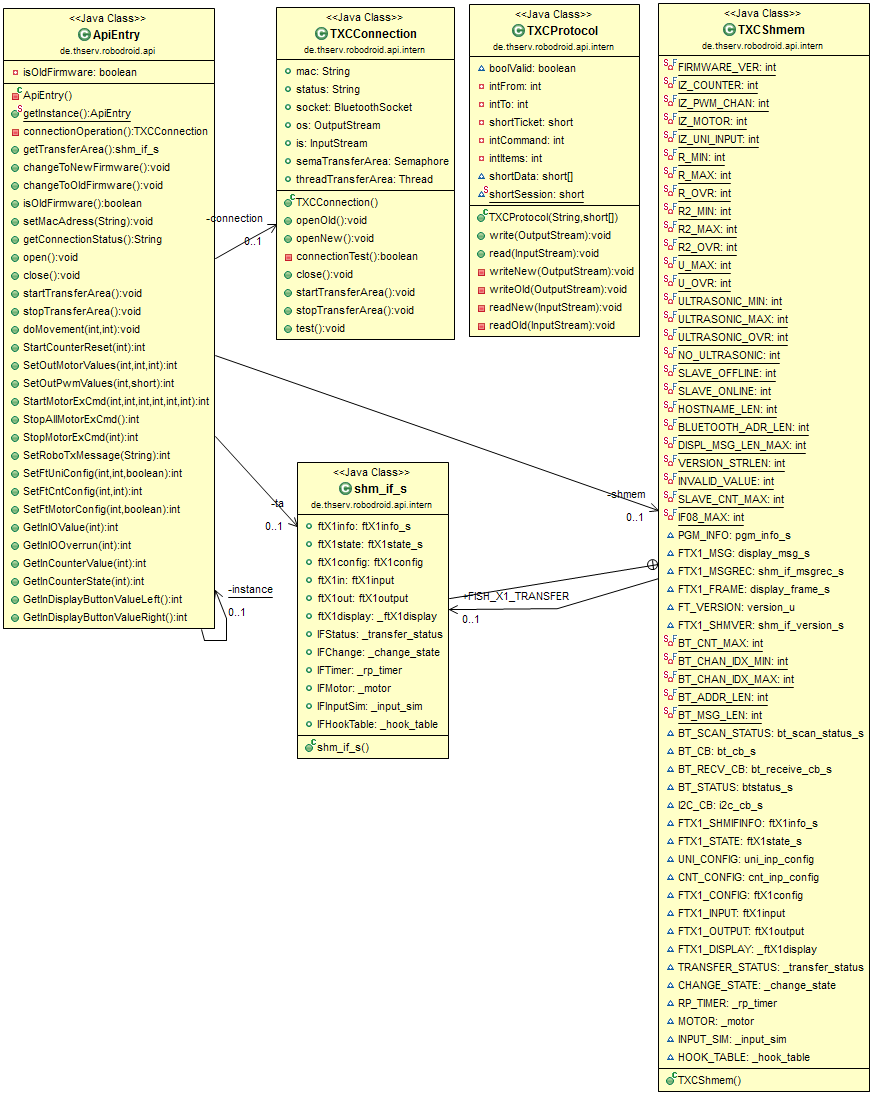 <<Java Class>>
ApiEntry
de.thserv.robodroid.api
isOldFirmware: boolean
ApiEntry()
getInstance():ApiEntry
connectionOperation():TXCConnection
getTransferArea():shm_if_s
changeToNewFirmware():void
changeToOldFirmware():void
isOldFirmware():boolean
setMacAdress(String):void
getConnectionStatus():String
open():void
close():void
startTransferArea():void
stopTransferArea():void
doMovement(int,int):void
StartCounterReset(int):int
SetOutMotorValues(int,int,int):int
SetOutPwmValues(int,short):int
StartMotorExCmd(int,int,int,int,int,int):int
StopAllMotorExCmd():int
StopMotorExCmd(int):int
SetRoboTxMessage(String):int
SetFtUniConfig(int,int,int,boolean):int
SetFtCntConfig(int,int):int
SetFtMotorConfig(int,boolean):int
GetInIOValue(int):int
GetInIOOverrun(int):int
GetInCounterValue(int):int
GetInCounterState(int):int
GetInDisplayButtonValueLeft():int
GetInDisplayButtonValueRight():int
-instance
0..1
-connection
0..1
<<Java Class>>
TXCConnection
de.thserv.robodroid.api.intern
mac: String
status: String
socket: BluetoothSocket
os: OutputStream
is: InputStream
semaTransferArea: Semaphore
threadTransferArea: Thread
TXCConnection()
openOld():void
openNew():void
connectionTest():boolean
close():void
startTransferArea():void
stopTransferArea():void
test():void
<<Java Class>>
TXCProtocol
de.thserv.robodroid.api.intern
boolValid: boolean
intFrom: int
intTo: int
shortTicket: short
intCommand: int
intItems: int
shortData: short[]
shortSession: short
TXCProtocol(String,short[])
write(OutputStream):void
read(InputStream):void
writeNew(OutputStream):void
writeOld(OutputStream):void
readNew(InputStream):void
readOld(InputStream):void
-ta
0..1
<<Java Class>>
shm_if_s
de.thserv.robodroid.api.intern
ftX1info: ftX1info_s
ftX1state: ftX1state_s
ftX1config: ftX1config
ftX1in: ftX1input
ftX1out: ftX1output
ftX1display: _ftX1display
IFStatus: _transfer_status
IFChange: _change_state
IFTimer: _rp_timer
IFMotor: _motor
IFInputSim: _input_sim
IFHookTable: _hook_table
shm_if_s()
-shmem
0..1
+FISH_X1_TRANSFER
0..1
<<Java Class>>
TXCShmem
de.thserv.robodroid.api.intern
FIRMWARE_VER: int
IZ_COUNTER: int
IZ_PWM_CHAN: int
IZ_MOTOR: int
IZ_UNI_INPUT: int
R_MIN: int
R_MAX: int
R_OVR: int
R2_MIN: int
R2_MAX: int
R2_OVR: int
U_MAX: int
U_OVR: int
ULTRASONIC_MIN: int
ULTRASONIC_MAX: int
ULTRASONIC_OVR: int
NO_ULTRASONIC: int
SLAVE_OFFLINE: int
SLAVE_ONLINE: int
HOSTNAME_LEN: int
BLUETOOTH_ADR_LEN: int
DISPL_MSG_LEN_MAX: int
VERSION_STRLEN: int
INVALID_VALUE: int
SLAVE_CNT_MAX: int
IF08_MAX: int
PGM_INFO: pgm_info_s
FTX1_MSG: display_msg_s
FTX1_MSGREC: shm_if_msgrec_s
FTX1_FRAME: display_frame_s
FT_VERSION: version_u
FTX1_SHMVER: shm_if_version_s
BT_CNT_MAX: int
BT_CHAN_IDX_MIN: int
BT_CHAN_IDX_MAX: int
BT_ADDR_LEN: int
BT_MSG_LEN: int
BT_SCAN_STATUS: bt_scan_status_s
BT_CB: bt_cb_s
BT_RECV_CB: bt_receive_cb_s
BT_STATUS: btstatus_s
I2C_CB: i2c_cb_s
FTX1_SHMIFINFO: ftX1info_s
FTX1_STATE: ftX1state_s
UNI_CONFIG: uni_inp_config
CNT_CONFIG: cnt_inp_config
FTX1_CONFIG: ftX1config
FTX1_INPUT: ftX1input
FTX1_OUTPUT: ftX1output
FTX1_DISPLAY: _ftX1display
TRANSFER_STATUS: _transfer_status
CHANGE_STATE: _change_state
RP_TIMER: _rp_timer
MOTOR: _motor
INPUT_SIM: _input_sim
HOOK_TABLE: _hook_table
TXCShmem()